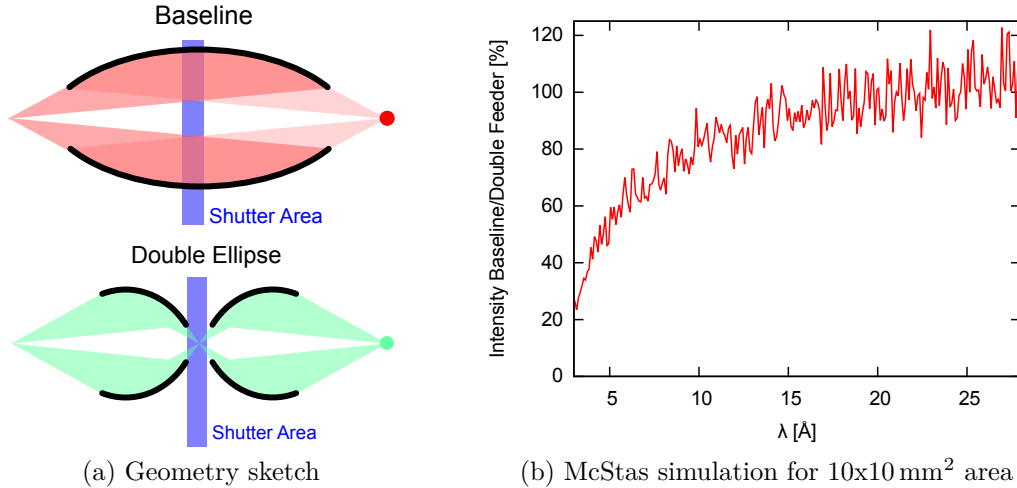 Baseline
Shutter Area
Double Ellipse
Shutter Area
(a) Geometry sketch
Intensity Baseline/Double Feeder [%]
120
100
80
60
40
20
0
5 10 15 20 25
λ [Å]
(b) McStas simulation for 10x10 mm² area